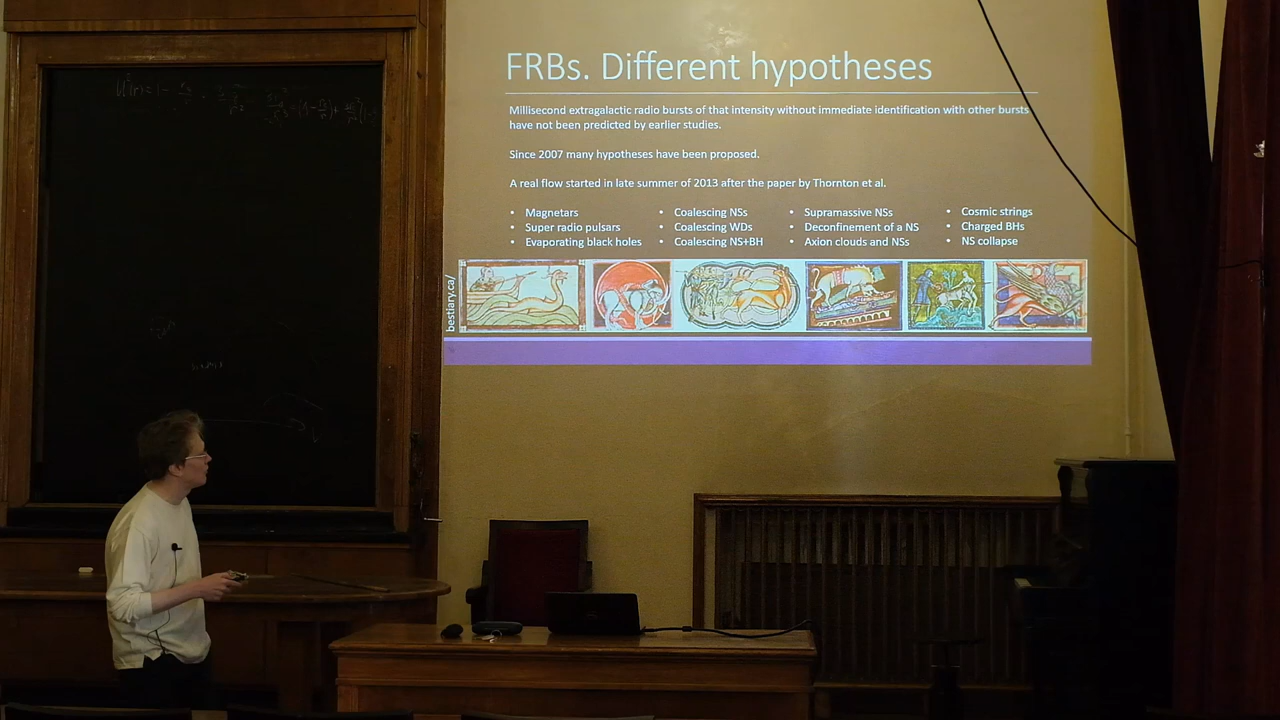 FRBs. Different hypotheses
Millisecond extragalactic radio bursts of that intensity without immediate identification with other bursts
have not been predicted by earlier studies.
Since 2007 many hypotheses have been proposed.
A real flow started in late summer of 2013 after the paper by Thornton et al.
• Magnetars
• Super radio pulsars
• Evaporating black holes
• Coalescing NSs
• Coalescing WDs
• Coalescing NS+BH
• Supramassive NSs
• Deconfinement of a NS
• Axion clouds and NSs
• Cosmic strings
• Charged BHs
• NS collapse
bestiary.ca/